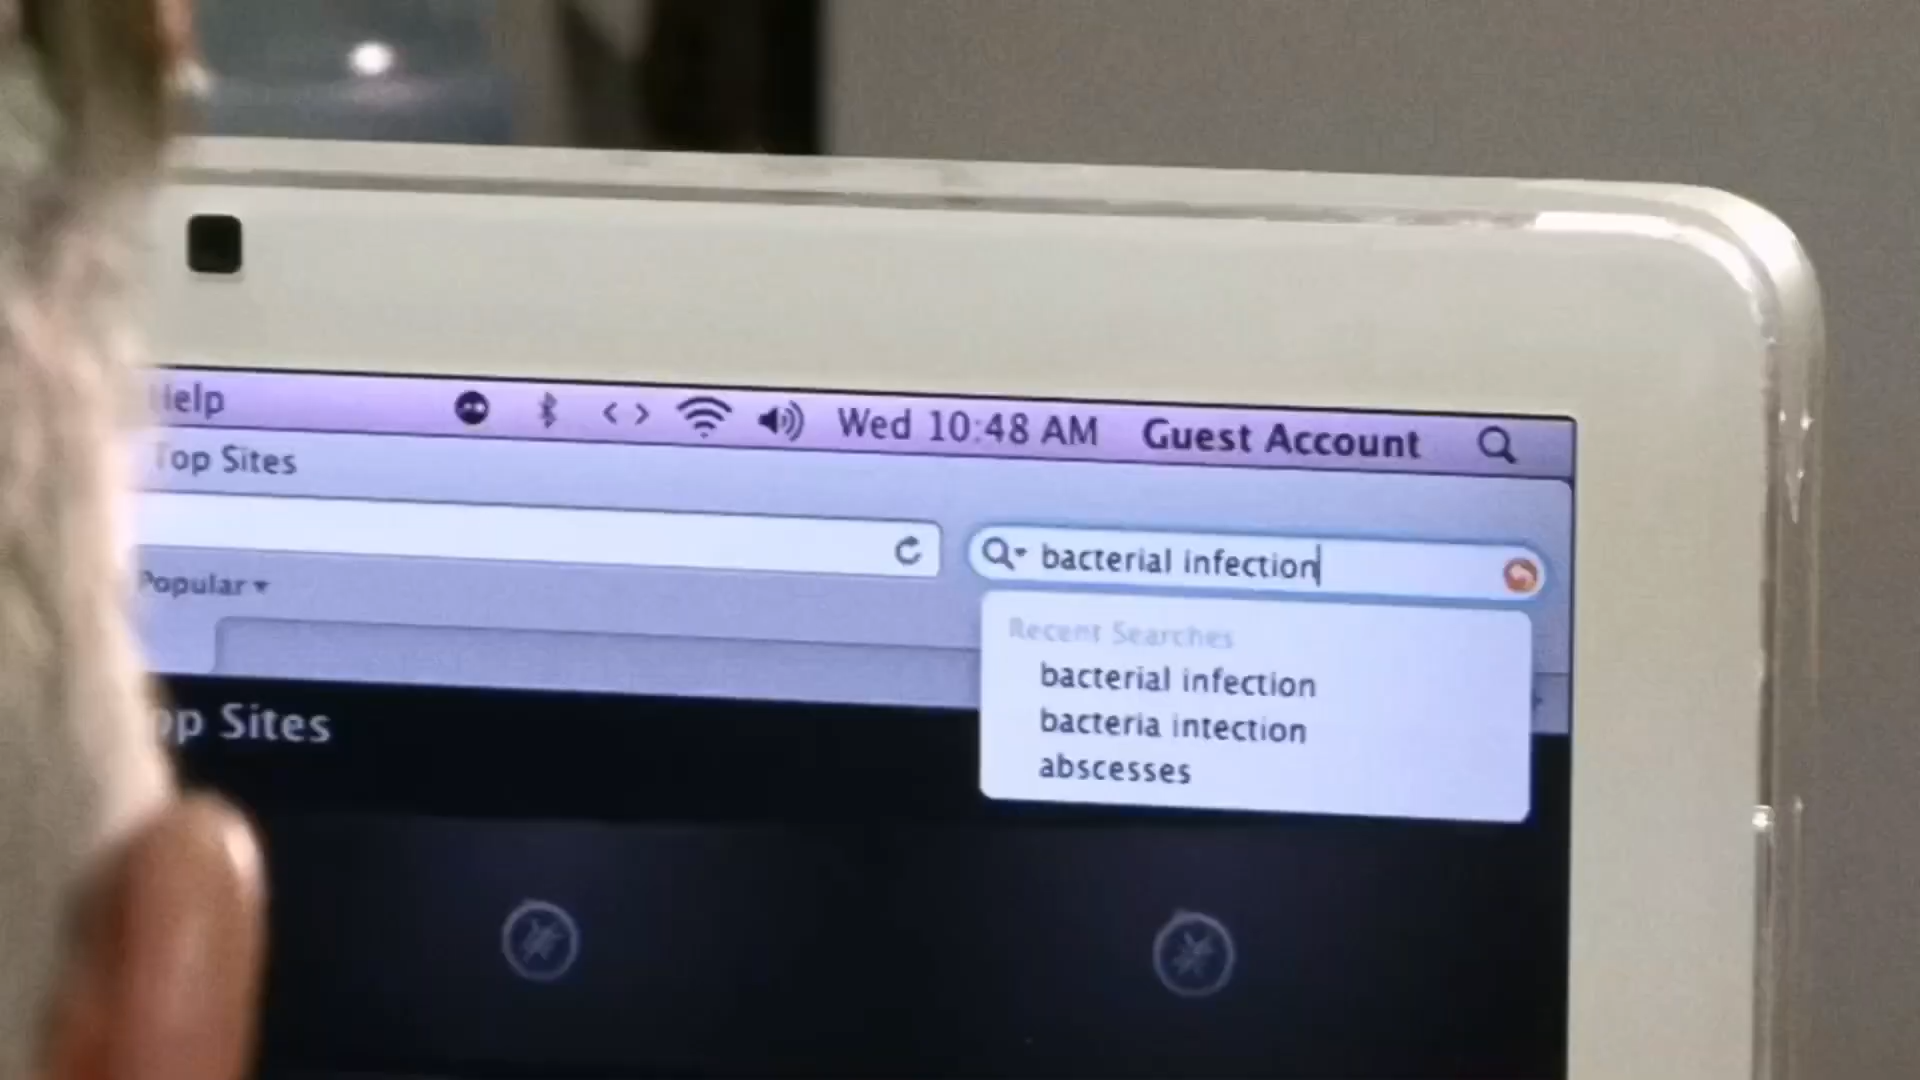 Help Wed 10:48 AM Guest Account
Top Sites
bacterial infection
Popular
Recent Searches
bacterial infection
bacteria intection
abscesses
Top Sites